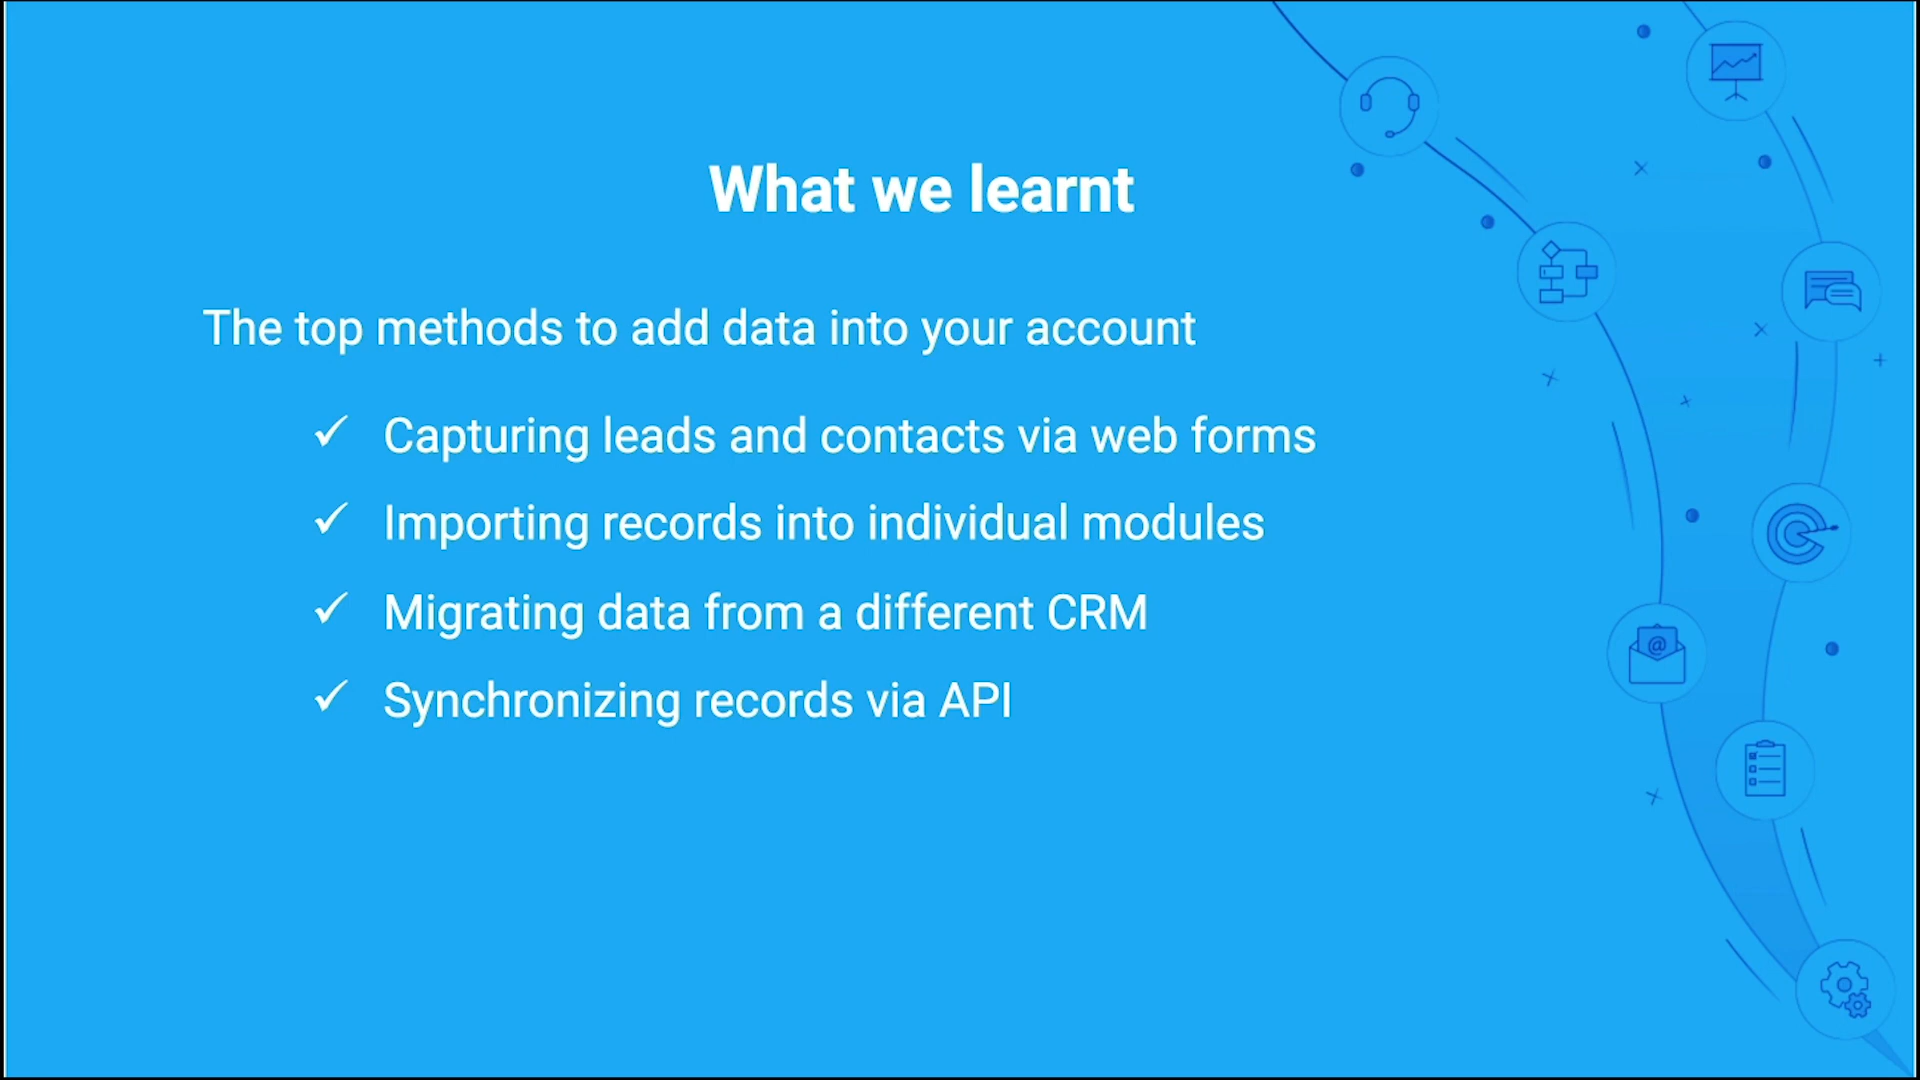 What we learnt
The top methods to add data into your account
✓ Capturing leads and contacts via web forms
✓ Importing records into individual modules
✓ Migrating data from a different CRM
✓ Synchronizing records via API
@